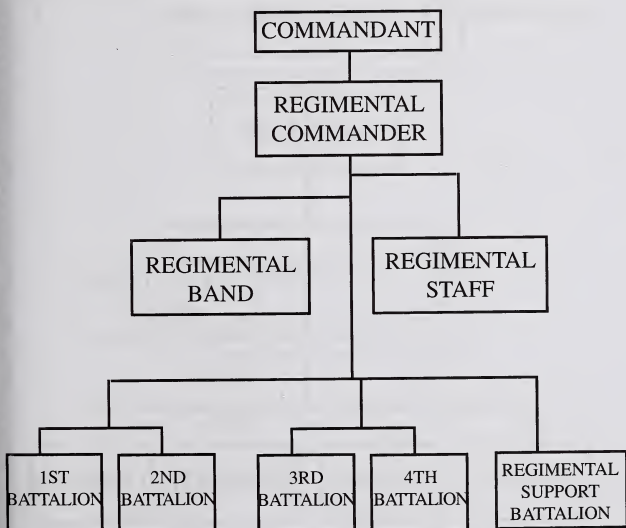 COMMANDANT
REGIMENTAL
COMMANDER
REGIMENTAL
BAND
REGIMENTAL
STAFF
1ST
BATTALION
2ND
BATTALION
3RD
BATTALION
4TH
BATTALION
REGIMENTAL
SUPPORT
BATTALION